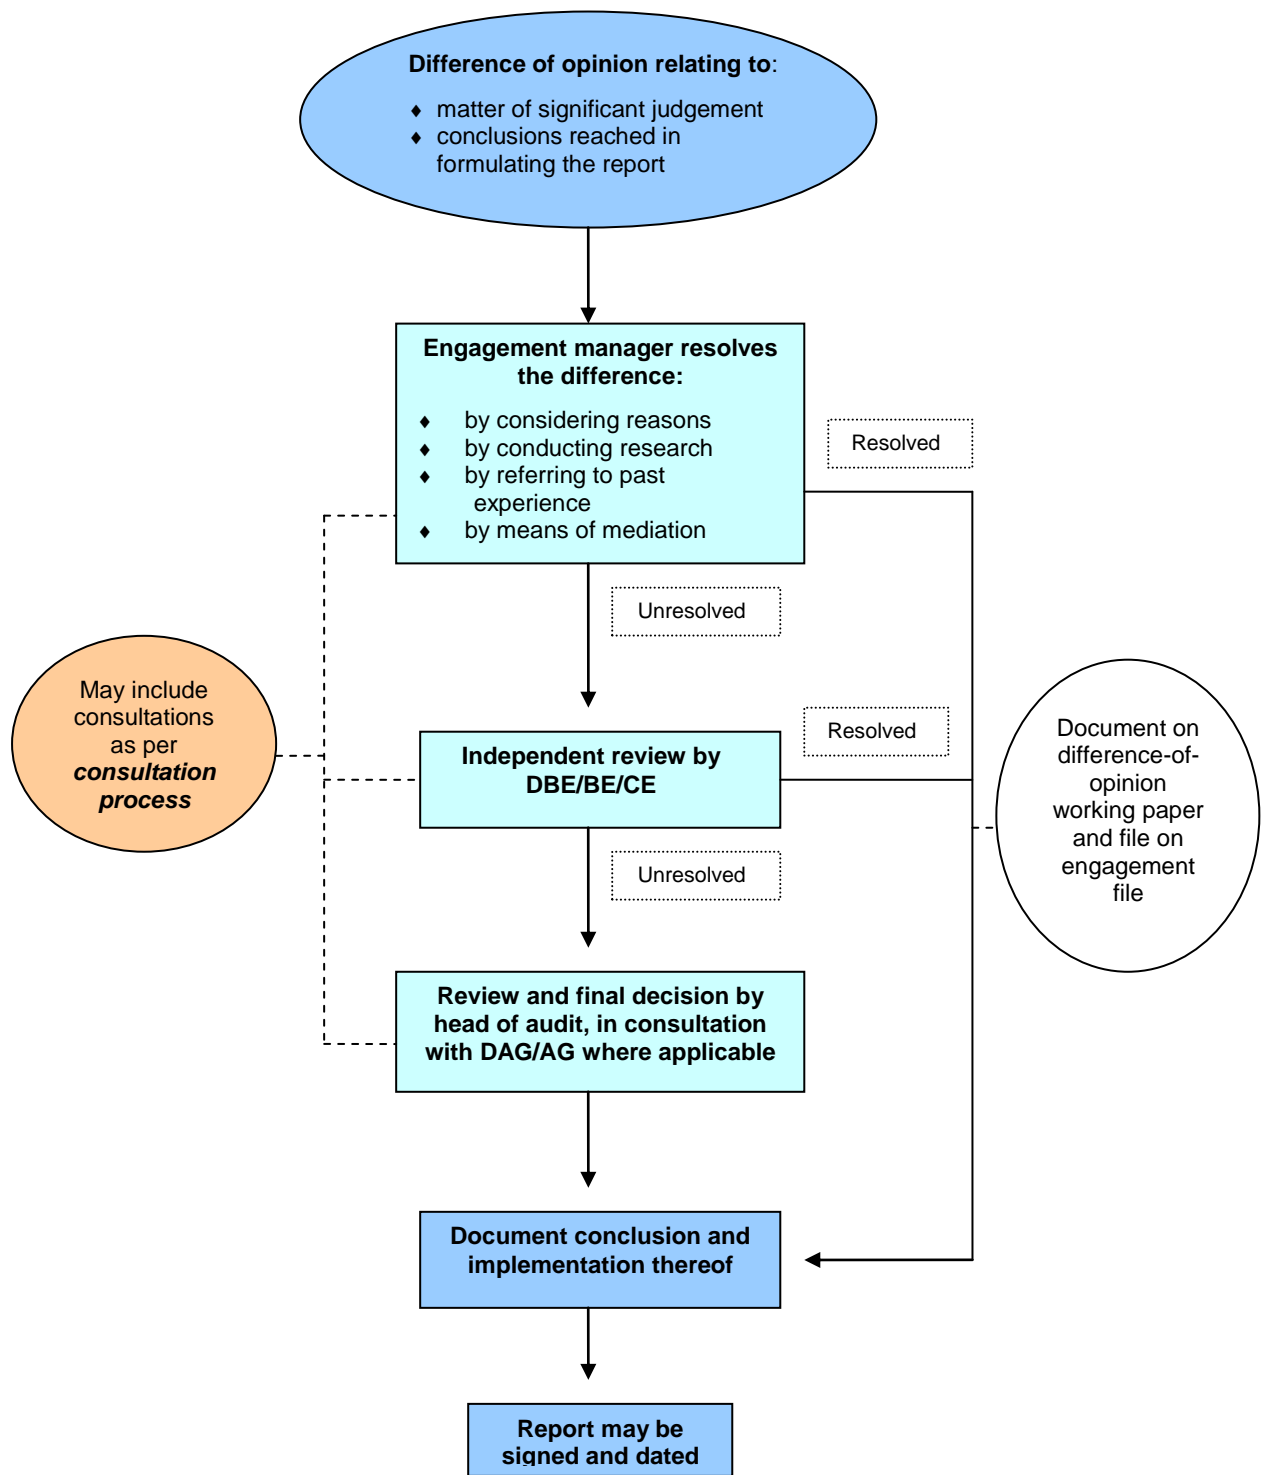 Difference of opinion relating to:
♦ matter of significant judgement
♦ conclusions reached in
formulating the report
Engagement manager resolves
the difference:
♦ by considering reasons
♦ by conducting research
♦ by referring to past
experience
♦ by means of mediation
Resolved
Unresolved
May include
consultations
as per
consultation
process
Independent review by
DBE/BE/CE
Resolved
Document on
difference-of-
opinion
working paper
and file on
engagement
file
Unresolved
Review and final decision by
head of audit, in consultation
with DAG/AG where applicable
Document conclusion and
implementation thereof
Report may be
signed and dated